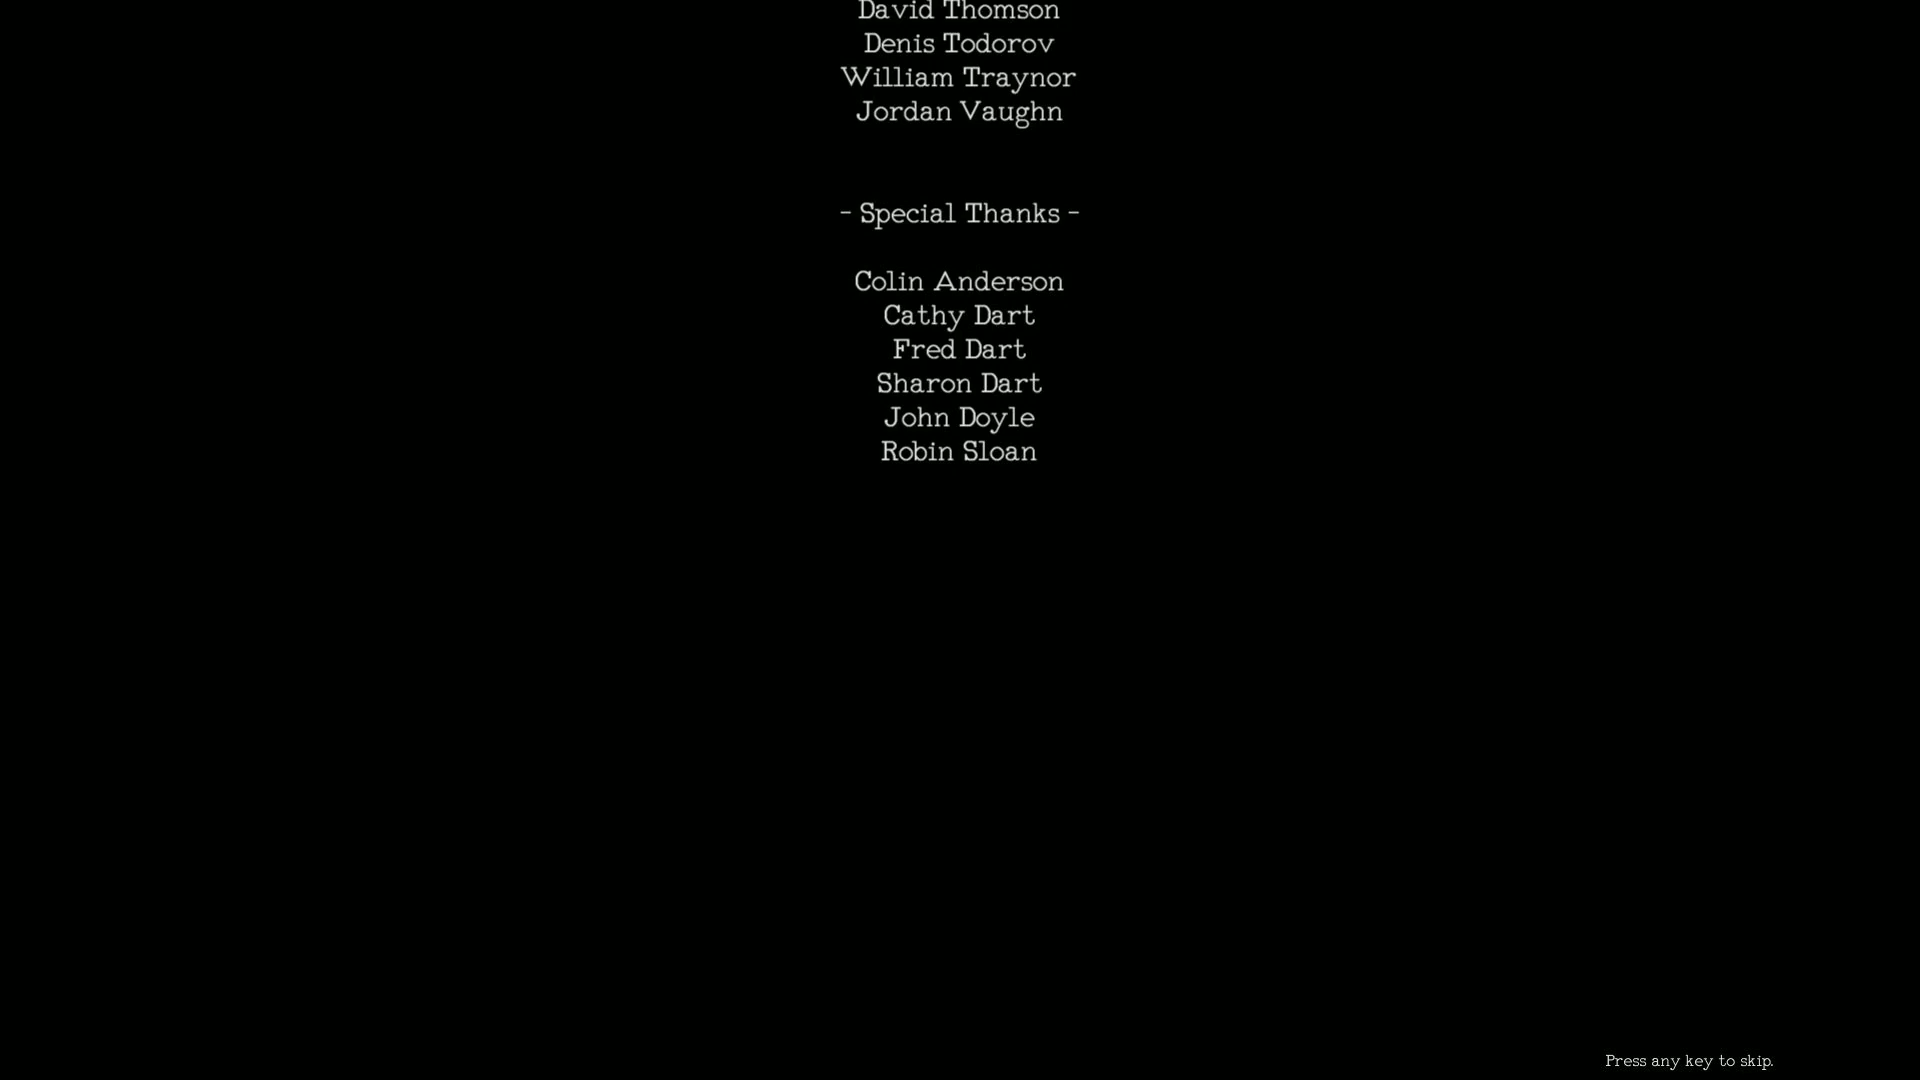 David Thomson
Denis Todorov
William Traynor
Jordan Vaughn
- Special Thanks -
Colin Anderson
Cathy Dart
Fred Dart
Sharon Dart
John Doyle
Robin Sloan
Press any key to skip.